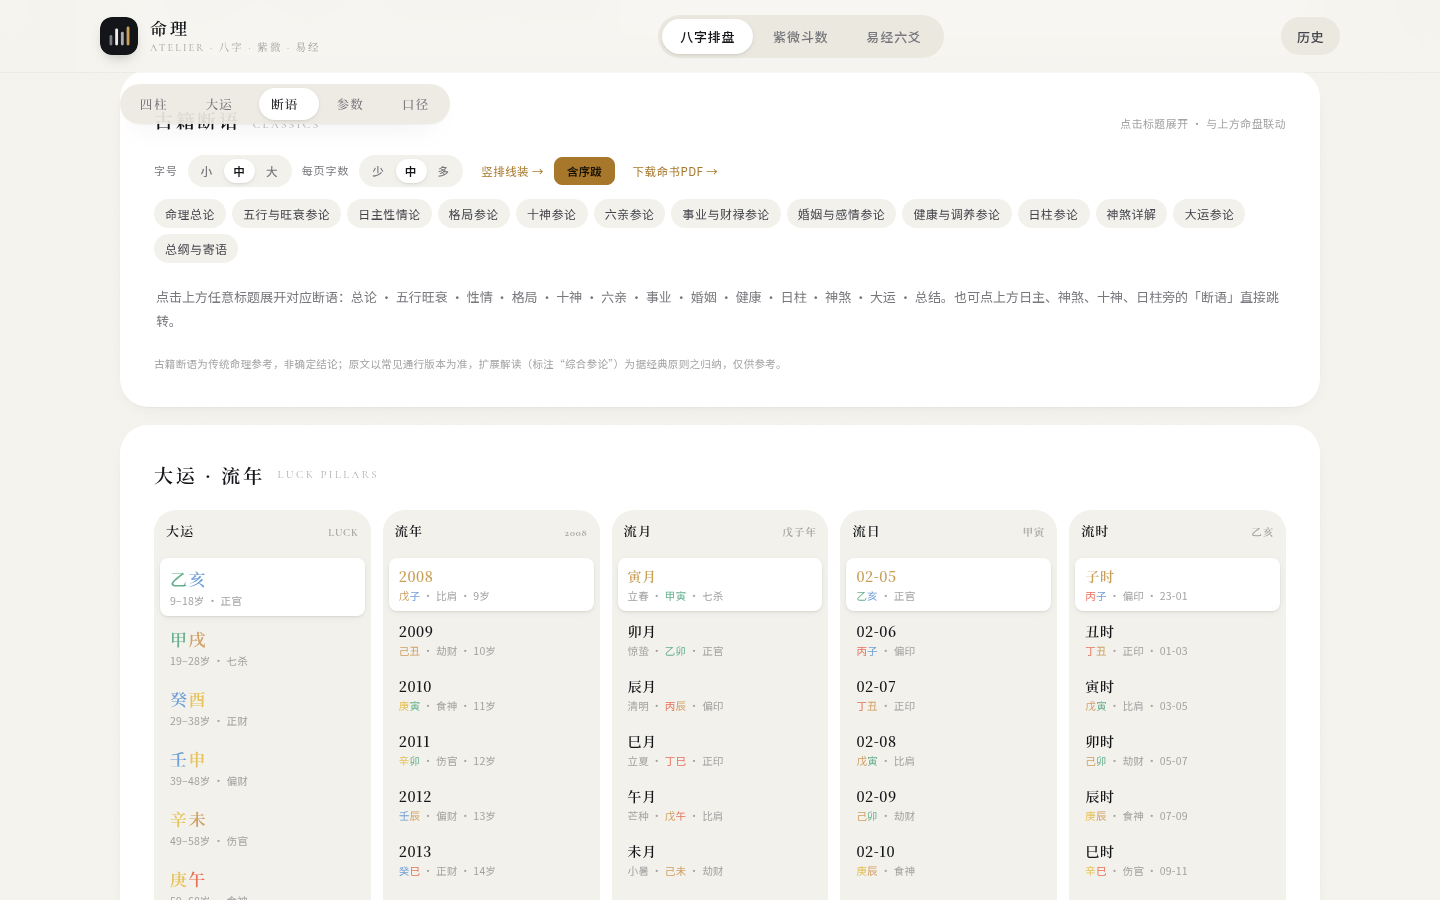 命理
ATELIER · 八字 · 紫微 · 易经
八字排盘 紫微斗数 易经六爻
历史
四柱 大运 断语 参数 口径
古籍断语 CLASSICS
点击标题展开 · 与上方命盘联动
字号 小 中 大 每页字数 少 中 多 竖排线装 → 含序跋 下载命书PDF →
命理总论 五行与旺衰参论 日主性情论 格局参论 十神参论 六亲参论 事业与财禄参论 婚姻与感情参论 健康与调养参论 日柱参论 神煞详解 大运参论
总纲与寄语
点击上方任意标题展开对应断语：总论 · 五行旺衰 · 性情 · 格局 · 十神 · 六亲 · 事业 · 婚姻 · 健康 · 日柱 · 神煞 · 大运 · 总结。也可点上方日主、神煞、十神、日柱旁的「断语」直接跳
转。
古籍断语为传统命理参考，非确定结论；原文以常见通行版本为准，扩展解读（标注“综合参论”）为据经典原则之归纳，仅供参考。
大运 · 流年 LUCK PILLARS
大运 LUCK
乙亥
9–18岁 · 正官
甲戌
19–28岁 · 七杀
癸酉
29–38岁 · 正财
壬申
39–48岁 · 偏财
辛未
49–58岁 · 伤官
庚午
59–68岁 · 食神
流年 2008
2008
戊子 · 比肩 · 9岁
2009
己丑 · 劫财 · 10岁
2010
庚寅 · 食神 · 11岁
2011
辛卯 · 伤官 · 12岁
2012
壬辰 · 偏财 · 13岁
2013
癸巳 · 正财 · 14岁
流月 戊子年
寅月
立春 · 甲寅 · 七杀
卯月
惊蛰 · 乙卯 · 正官
辰月
清明 · 丙辰 · 偏印
巳月
立夏 · 丁巳 · 正印
午月
芒种 · 戊午 · 比肩
未月
小暑 · 己未 · 劫财
流日 甲寅
02-05
乙亥 · 正官
02-06
丙子 · 偏印
02-07
丁丑 · 正印
02-08
戊寅 · 比肩
02-09
己卯 · 劫财
02-10
庚辰 · 食神
流时 乙亥
子时
丙子 · 偏印 · 23-01
丑时
丁丑 · 正印 · 01-03
寅时
戊寅 · 比肩 · 03-05
卯时
己卯 · 劫财 · 05-07
辰时
庚辰 · 食神 · 07-09
巳时
辛巳 · 伤官 · 09-11